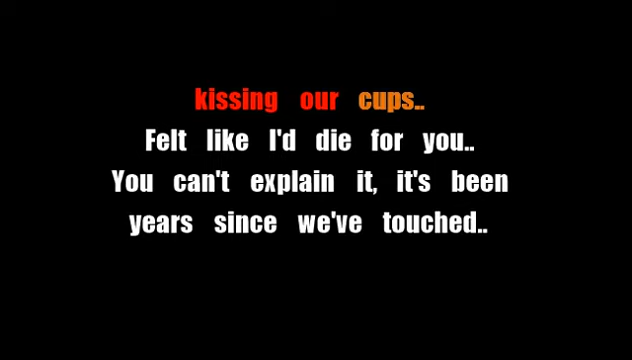 kissing our cups..
Felt like I'd die for you..
You can't explain it, it's been
years since we've touched..